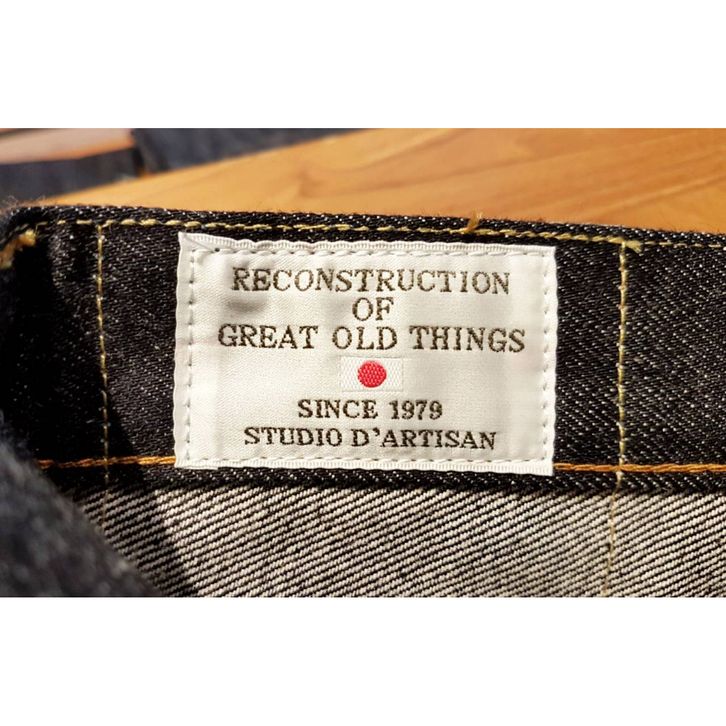 RECONSTRUCTION
OF
GREAT OLD THINGS
SINCE 1979
STUDIO D'ARTISAN